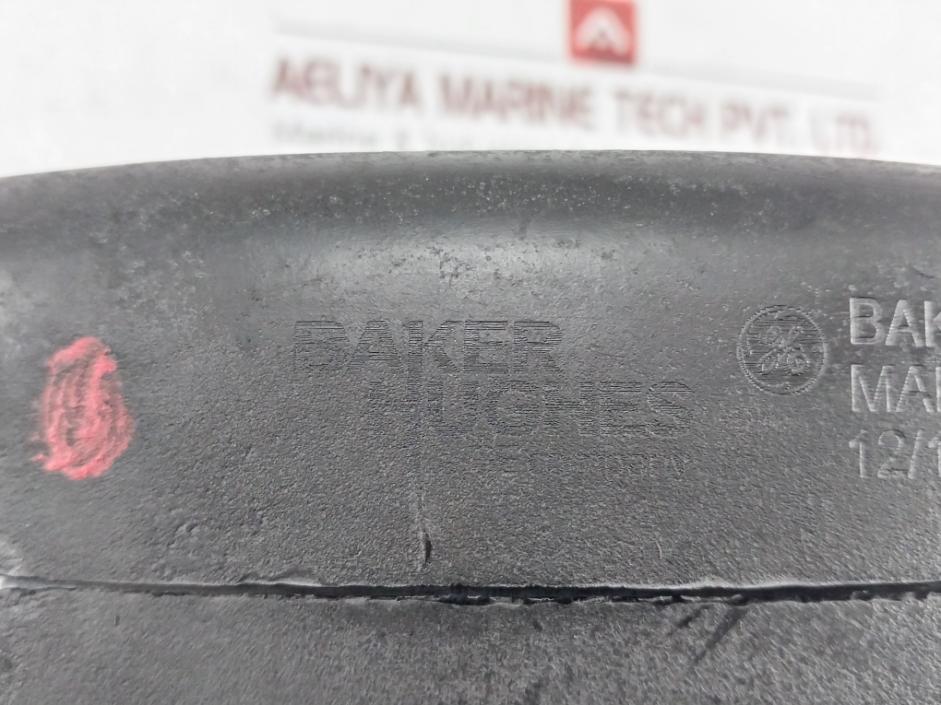 AELIYA MARINE TECH PVT. LTD.
BAKER
HUGHES
BAK
MA
12/1